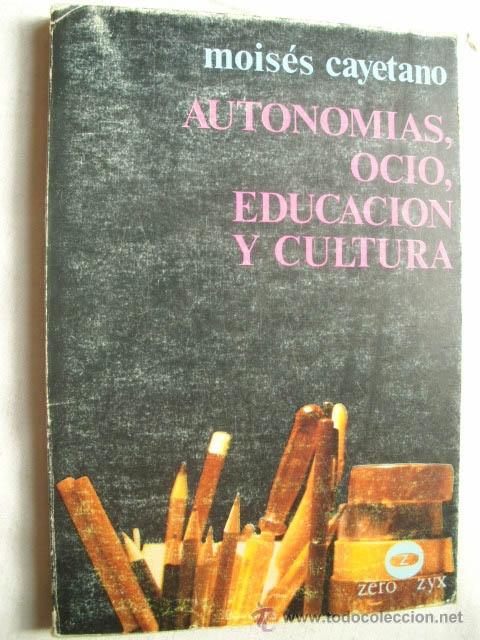 moisés cayetano
AUTONOMIAS,
OCIO,
EDUCACION
Y CULTURA
z
zero zyx
www.todocoleccion.net